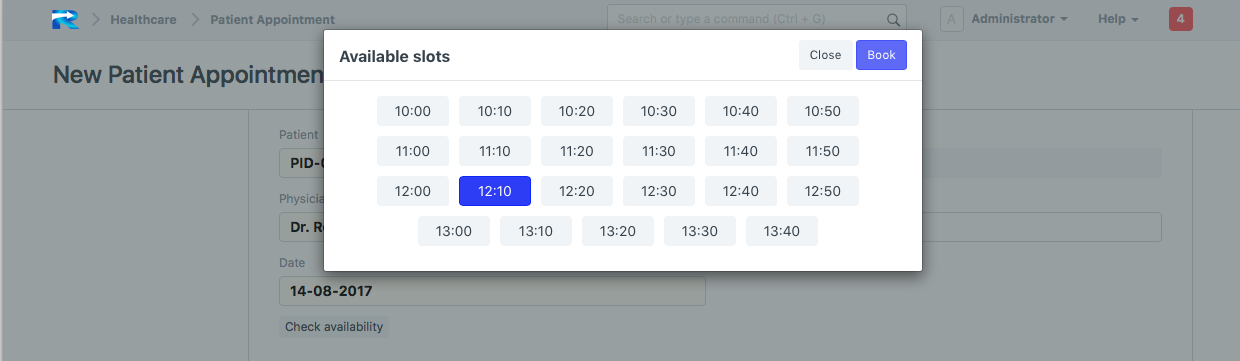 Healthcare Patient Appointment Search or type a command (Ctrl + G) A Administrator Help 4
New Patient Appointmen
Available slots Close Book
10:00 10:10 10:20 10:30 10:40 10:50
11:00 11:10 11:20 11:30 11:40 11:50
12:00 12:10 12:20 12:30 12:40 12:50
13:00 13:10 13:20 13:30 13:40
Patient
PID-
Physicia
Dr. R
Date
14-08-2017
Check availability